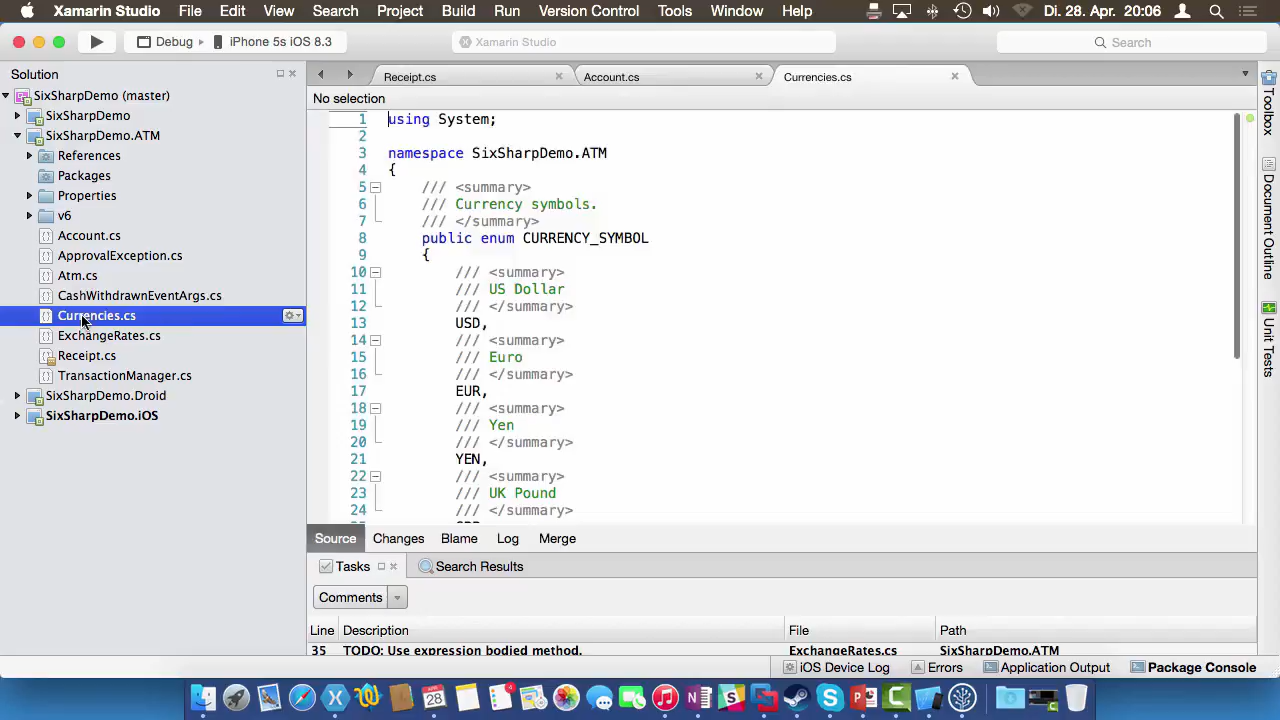 Xamarin Studio File Edit View Search Project Build Run Version Control Tools Window Help Di. 28. Apr. 20:06
Debug iPhone 5s iOS 8.3 Xamarin Studio Search
Solution
SixSharpDemo (master)
SixSharpDemo
SixSharpDemo.ATM
References
Packages
Properties
v6
Account.cs
ApprovalException.cs
Atm.cs
CashWithdrawnEventArgs.cs
Currencies.cs
ExchangeRates.cs
Receipt.cs
TransactionManager.cs
SixSharpDemo.Droid
SixSharpDemo.iOS
Receipt.cs Account.cs Currencies.cs
No selection
1 using System;
2
3 namespace SixSharpDemo.ATM
4 {
5 /// <summary>
6 /// Currency symbols.
7 /// </summary>
8 public enum CURRENCY_SYMBOL
9 {
10 /// <summary>
11 /// US Dollar
12 /// </summary>
13 USD,
14 /// <summary>
15 /// Euro
16 /// </summary>
17 EUR,
18 /// <summary>
19 /// Yen
20 /// </summary>
21 YEN,
22 /// <summary>
23 /// UK Pound
24 /// </summary>
Source Changes Blame Log Merge
Tasks Search Results
Comments
Line Description File Path
35 TODO: Use expression bodied method. ExchangeRates.cs SixSharpDemo.ATM
iOS Device Log Errors Application Output Package Console
Toolbox
Document Outline
Unit Tests
28
4